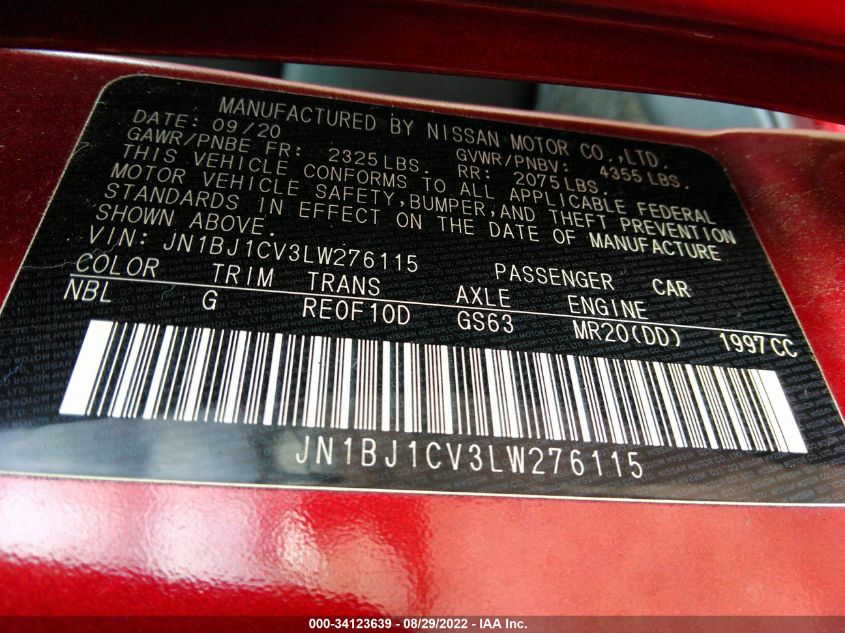 MANUFACTURED BY NISSAN MOTOR CO.,LTD.
DATE: 09/20 GVWR/PNBV: 4355LBS.
GAWR/PNBE FR: 2325LBS. RR: 2075LBS.
THIS VEHICLE CONFORMS TO ALL APPLICABLE FEDERAL
MOTOR VEHICLE SAFETY,BUMPER,AND THEFT PREVENTION
STANDARDS IN EFFECT ON THE DATE OF MANUFACTURE
SHOWN ABOVE.
VIN: JN1BJ1CV3LW276115 PASSENGER CAR
COLOR TRIM TRANS AXLE ENGINE
NBL G RE0F10D GS63 MR20(DD) 1997CC
JN1BJ1CV3LW276115
000-34123639 - 08/29/2022 - IAA Inc.